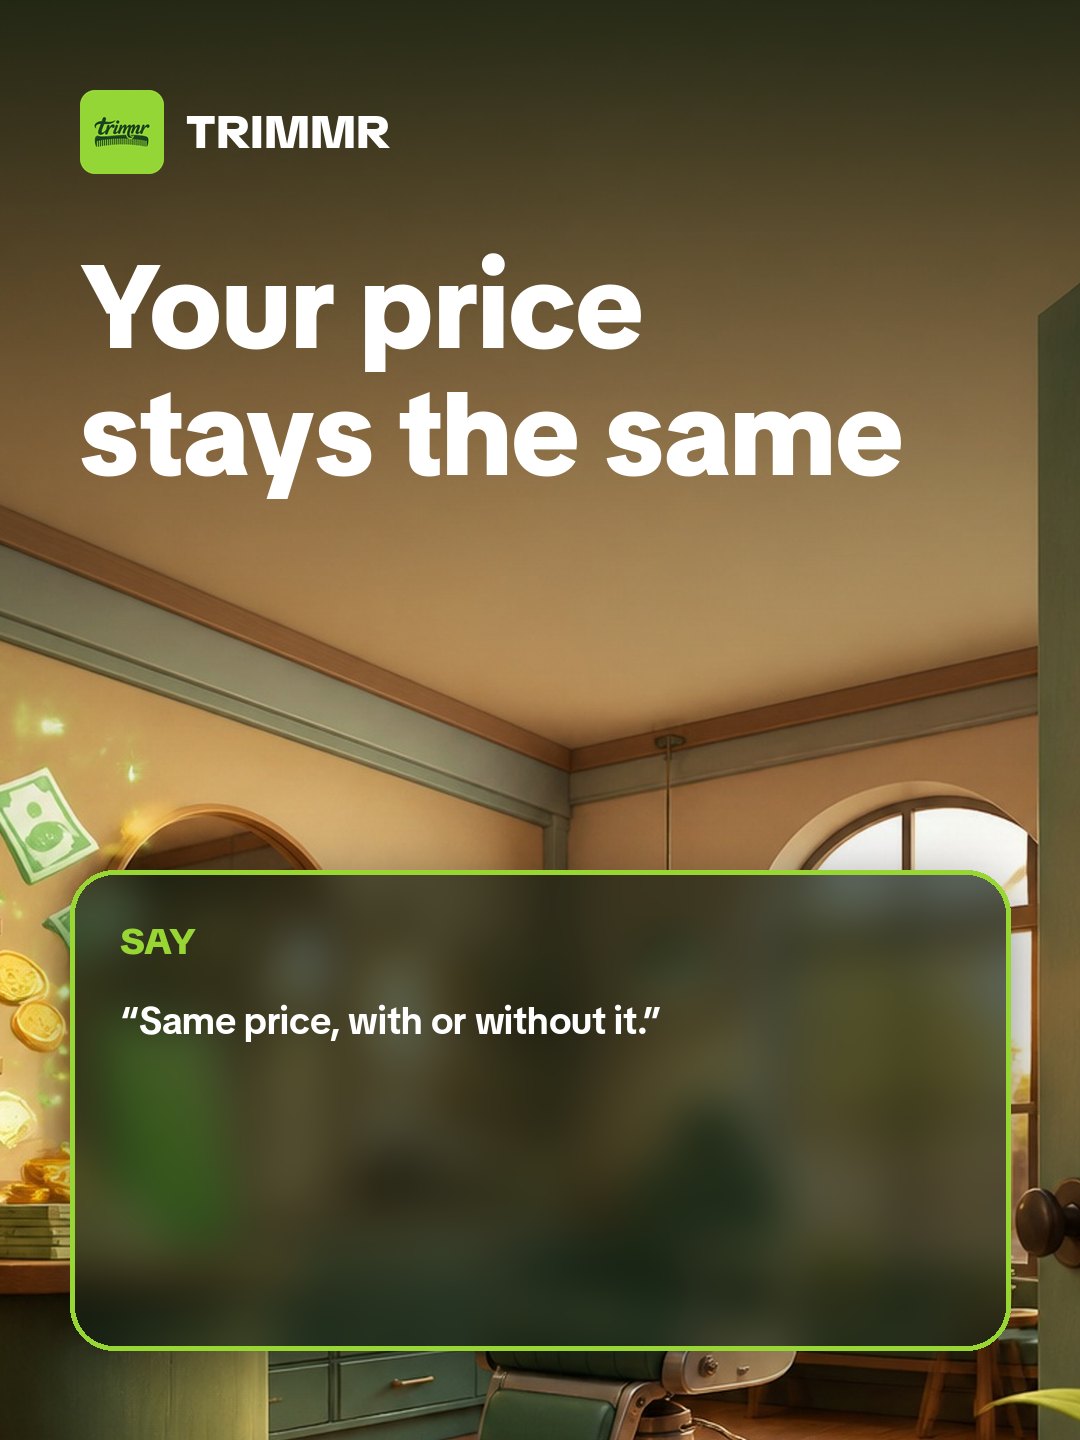 trimmr
TRIMMR
Your price
stays the same
SAY
“Same price, with or without it.”